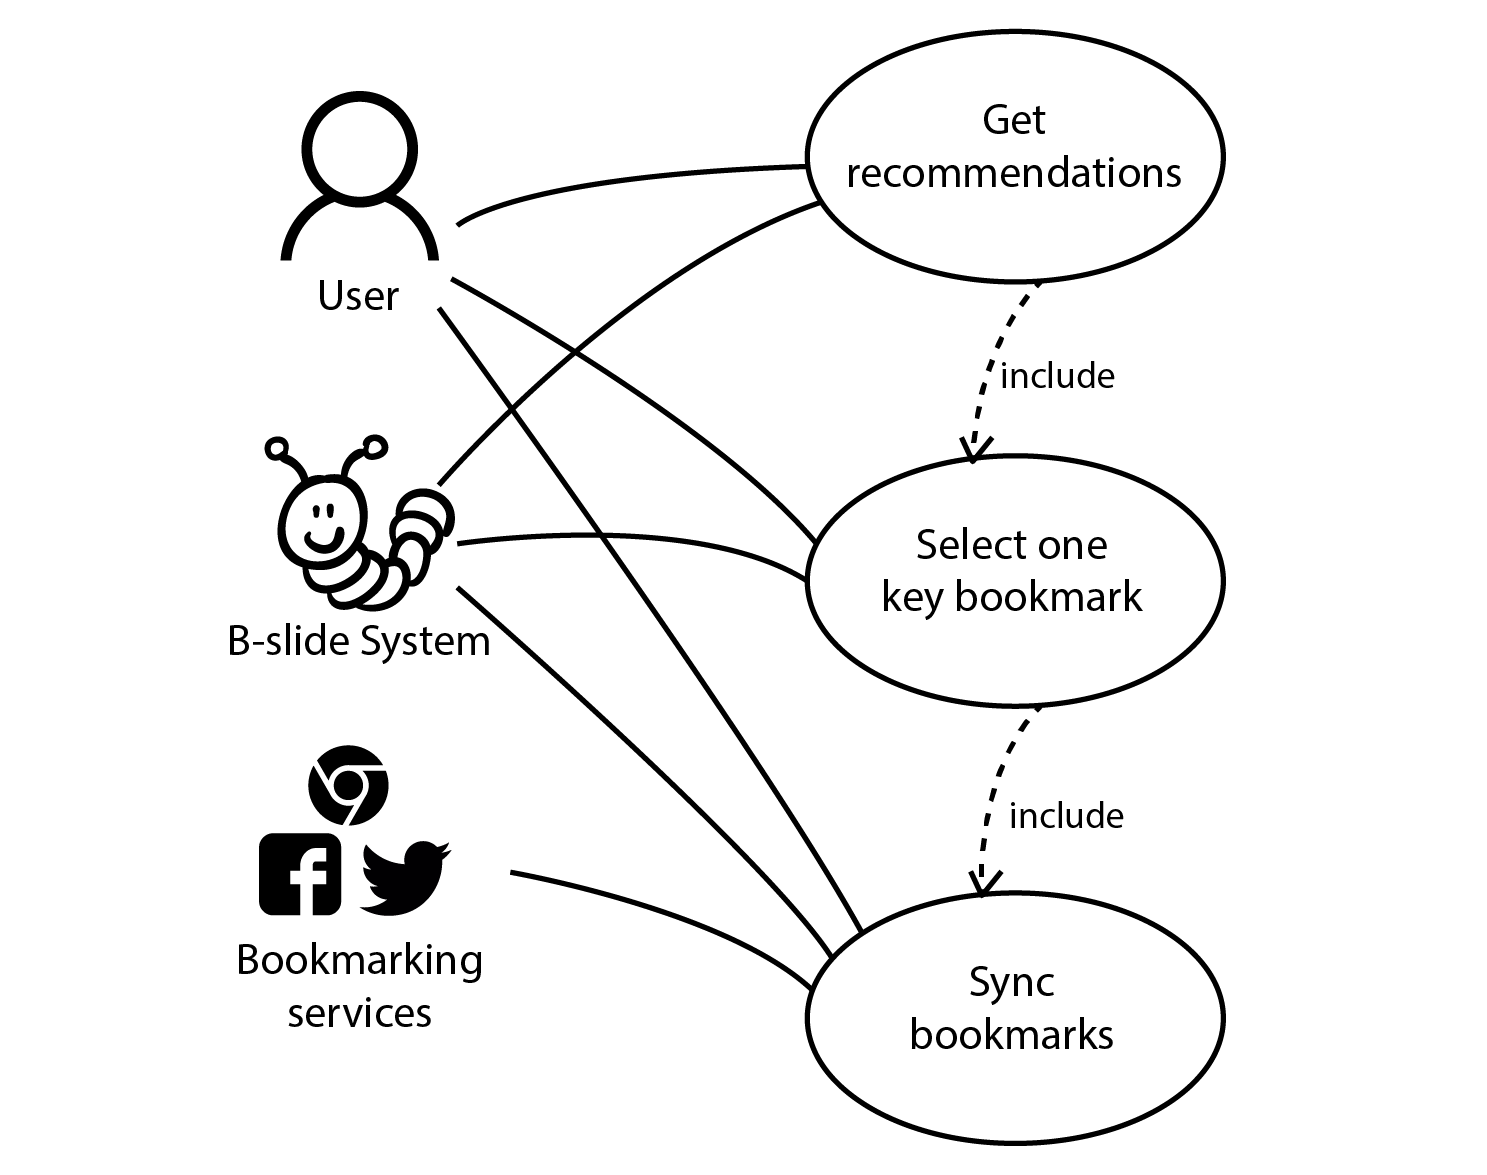 Get
recommendations
User
include
Select one
key bookmark
B-slide System
include
Bookmarking
services
Sync
bookmarks